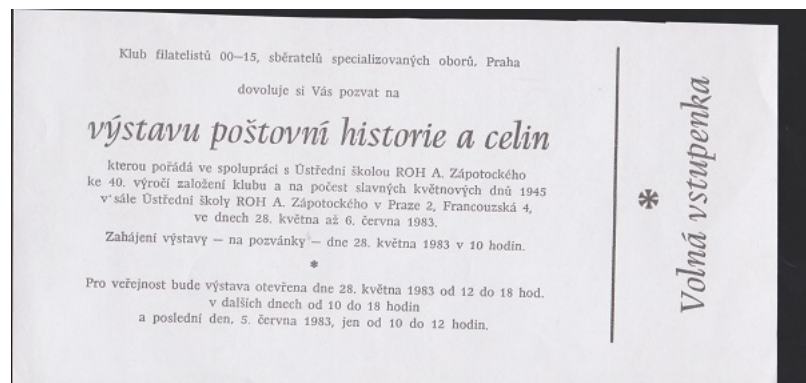 Klub filatelistů 00—15, sběratelů specializovaných oborů, Praha
dovoluje si Vás pozvat na
výstavu poštovní historie a celin
kterou pořádá ve spolupráci s Ústřední školou ROH A. Zápotockého
ke 40. výročí založení klubu a na počest slavných květnových dnů 1945
v sále Ústřední školy ROH A. Zápotockého v Praze 2, Francouzská 4,
ve dnech 28. května až 6. června 1983.
Zahájení výstavy — na pozvánky — dne 28. května 1983 v 10 hodin.
*
Pro veřejnost bude výstava otevřena dne 28. května 1983 od 12 do 18 hod.
v dalších dnech od 10 do 18 hodin
a poslední den, 5. června 1983, jen od 10 do 12 hodin.
* Volná vstupenka